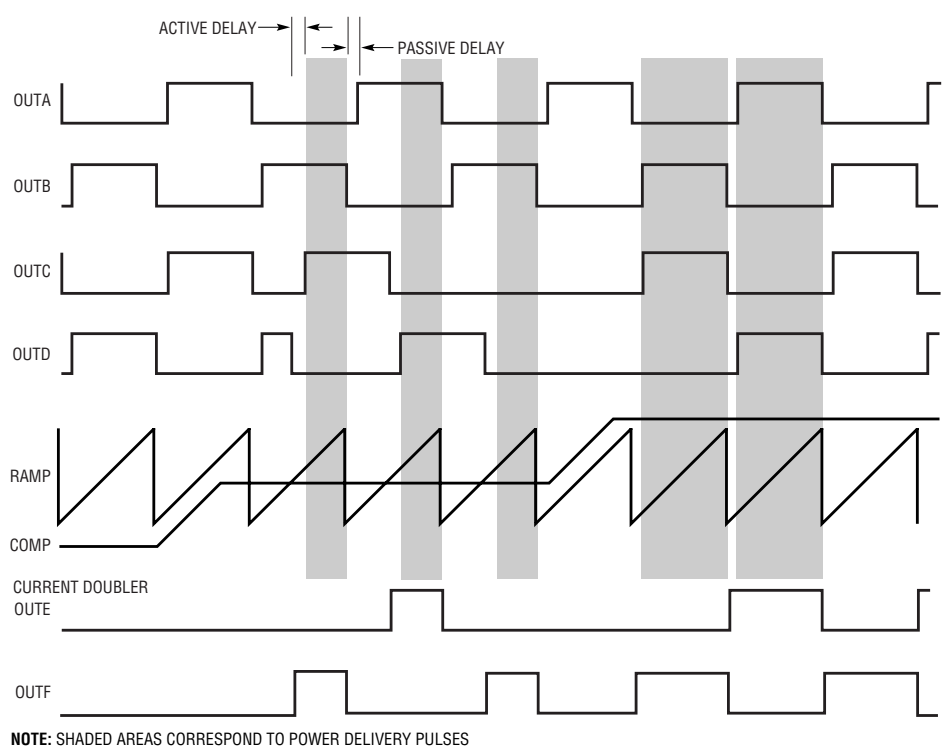 ACTIVE DELAY
PASSIVE DELAY
OUTA
OUTB
OUTC
OUTD
RAMP
COMP
CURRENT DOUBLER
OUTE
OUTF
NOTE: SHADED AREAS CORRESPOND TO POWER DELIVERY PULSES